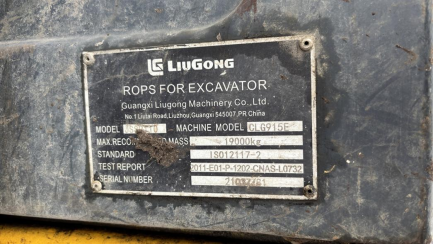 LIUGONG
ROPS FOR EXCAVATOR
Guangxi Liugong Machinery Co.,Ltd.
No.1 Liutai Road,Liuzhou,Guangxi 545007,PR China
MODEL MACHINE MODEL CLG915E
MAX. MASS 19000kg
STANDARD ISO12117-2
TEST REPORT 2011-E01-P-1202-CNAS-L0732
SERIAL NUMBER